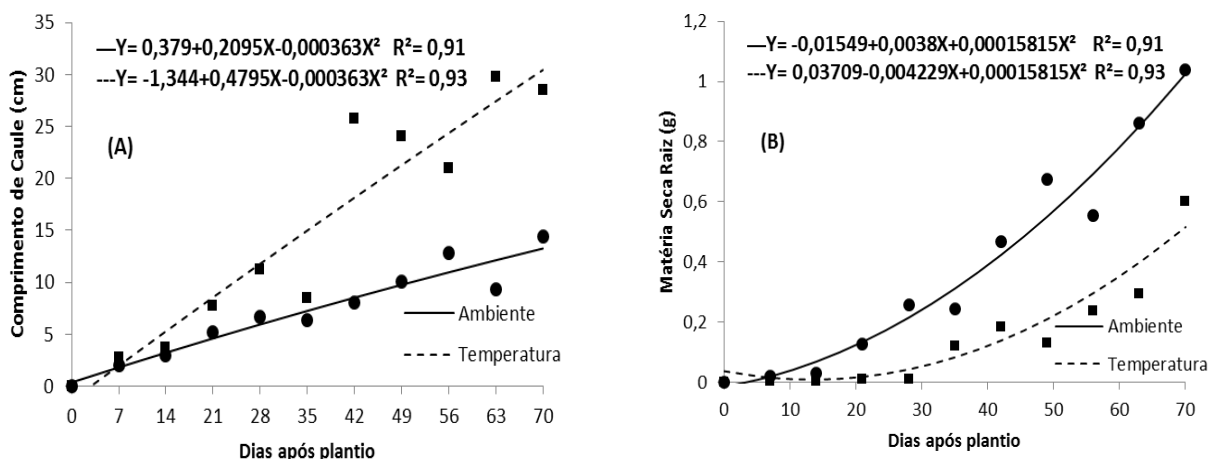 —Y= 0,379+0,2095X-0,000363X² R²= 0,91
---Y= -1,344+0,4795X-0,000363X² R²= 0,93
(A)
Comprimento de Caule (cm)
35
30
25
20
15
10
5
0
Ambiente
Temperatura
0 7 14 21 28 35 42 49 56 63 70
Dias após plantio
—Y= -0,01549+0,0038X+0,00015815X² R²= 0,91
---Y= 0,03709-0,004229X+0,00015815X² R²= 0,93
(B)
Matéria Seca Raiz (g)
1,2
1
0,8
0,6
0,4
0,2
0
Ambiente
Temperatura
0 10 20 30 40 50 60 70
Dias após plantio